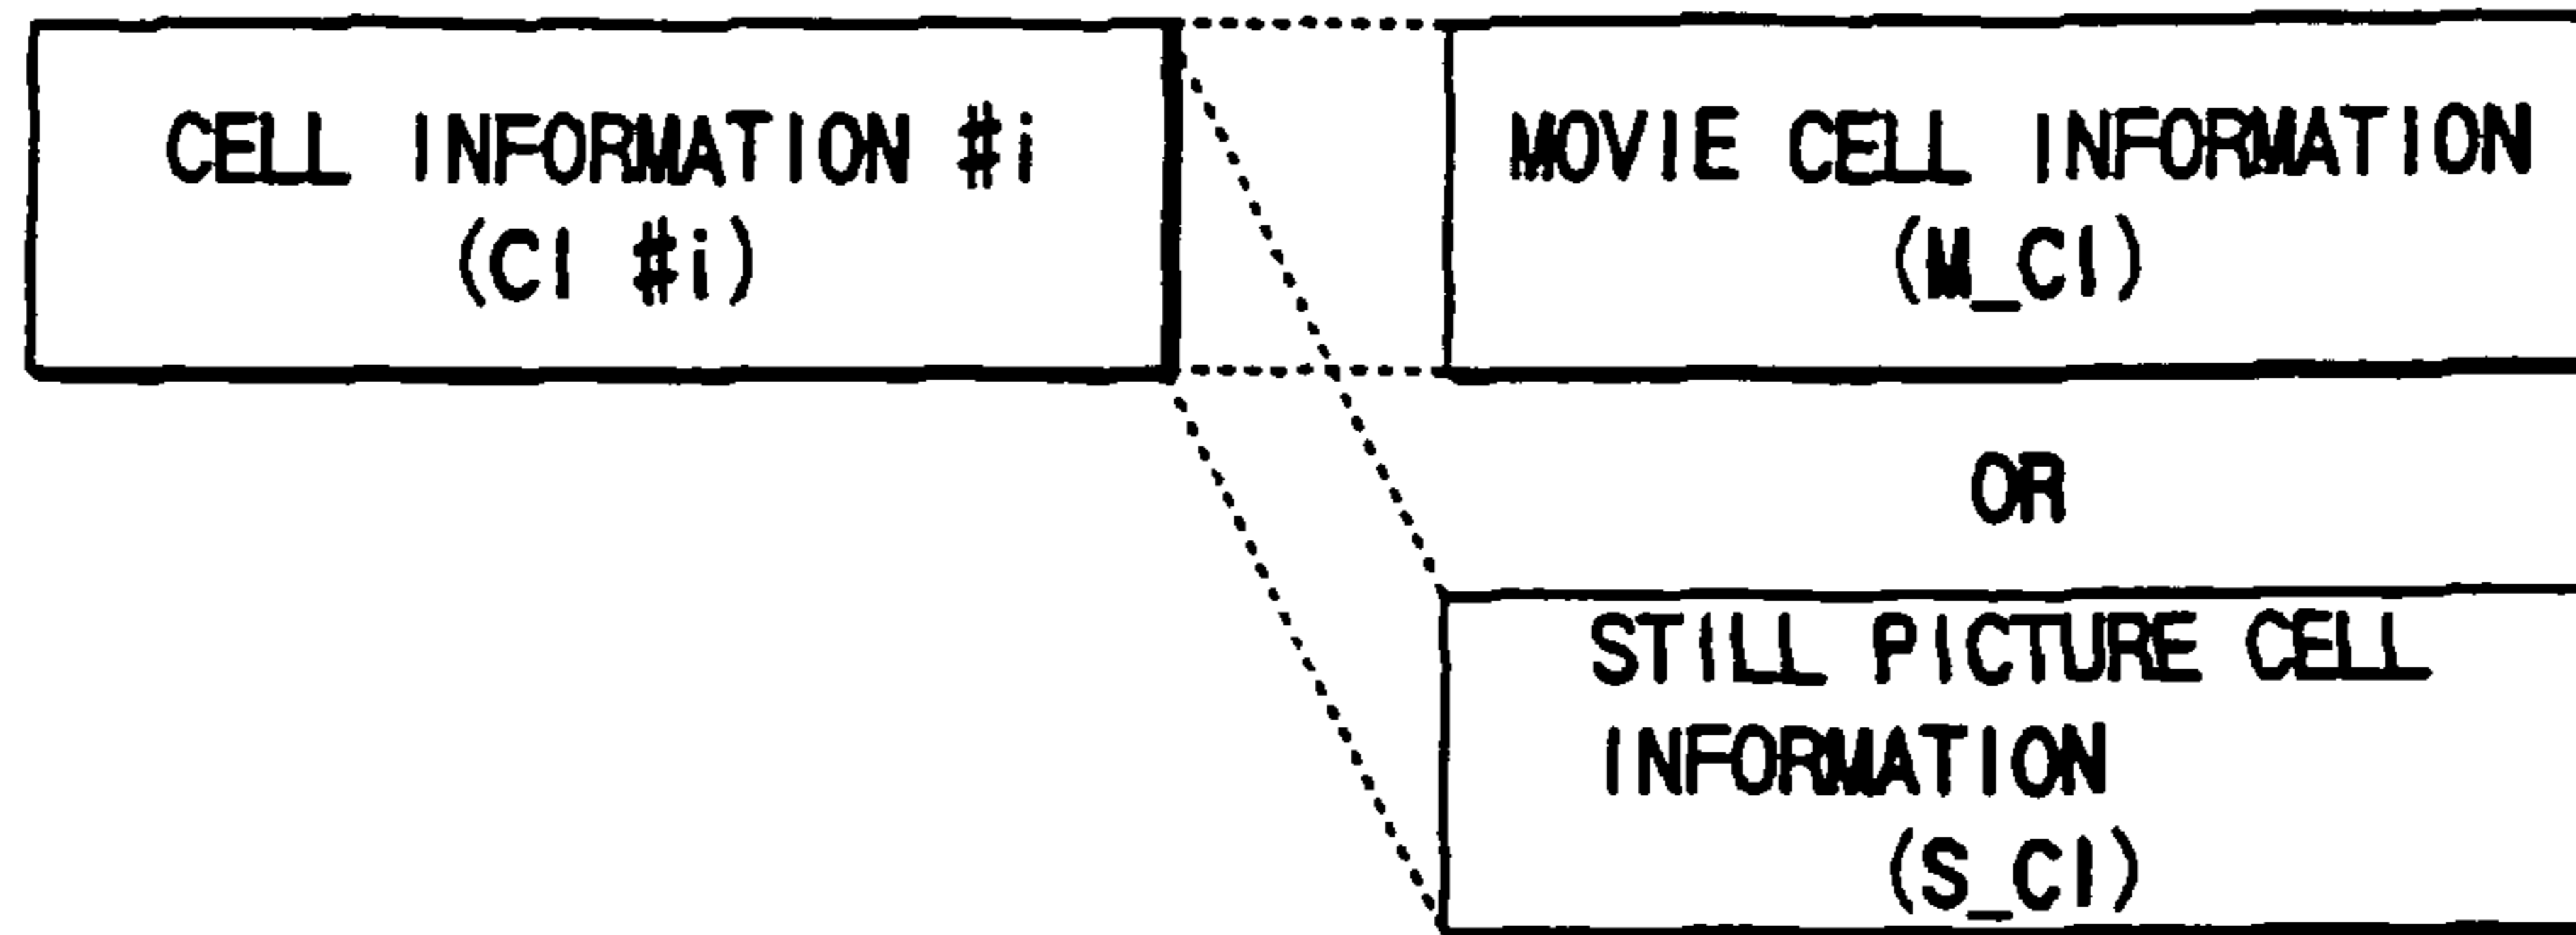 CELL INFORMATION #i
(CI #i)
MOVIE CELL INFORMATION
(M_CI)
OR
STILL PICTURE CELL
INFORMATION
(S_CI)